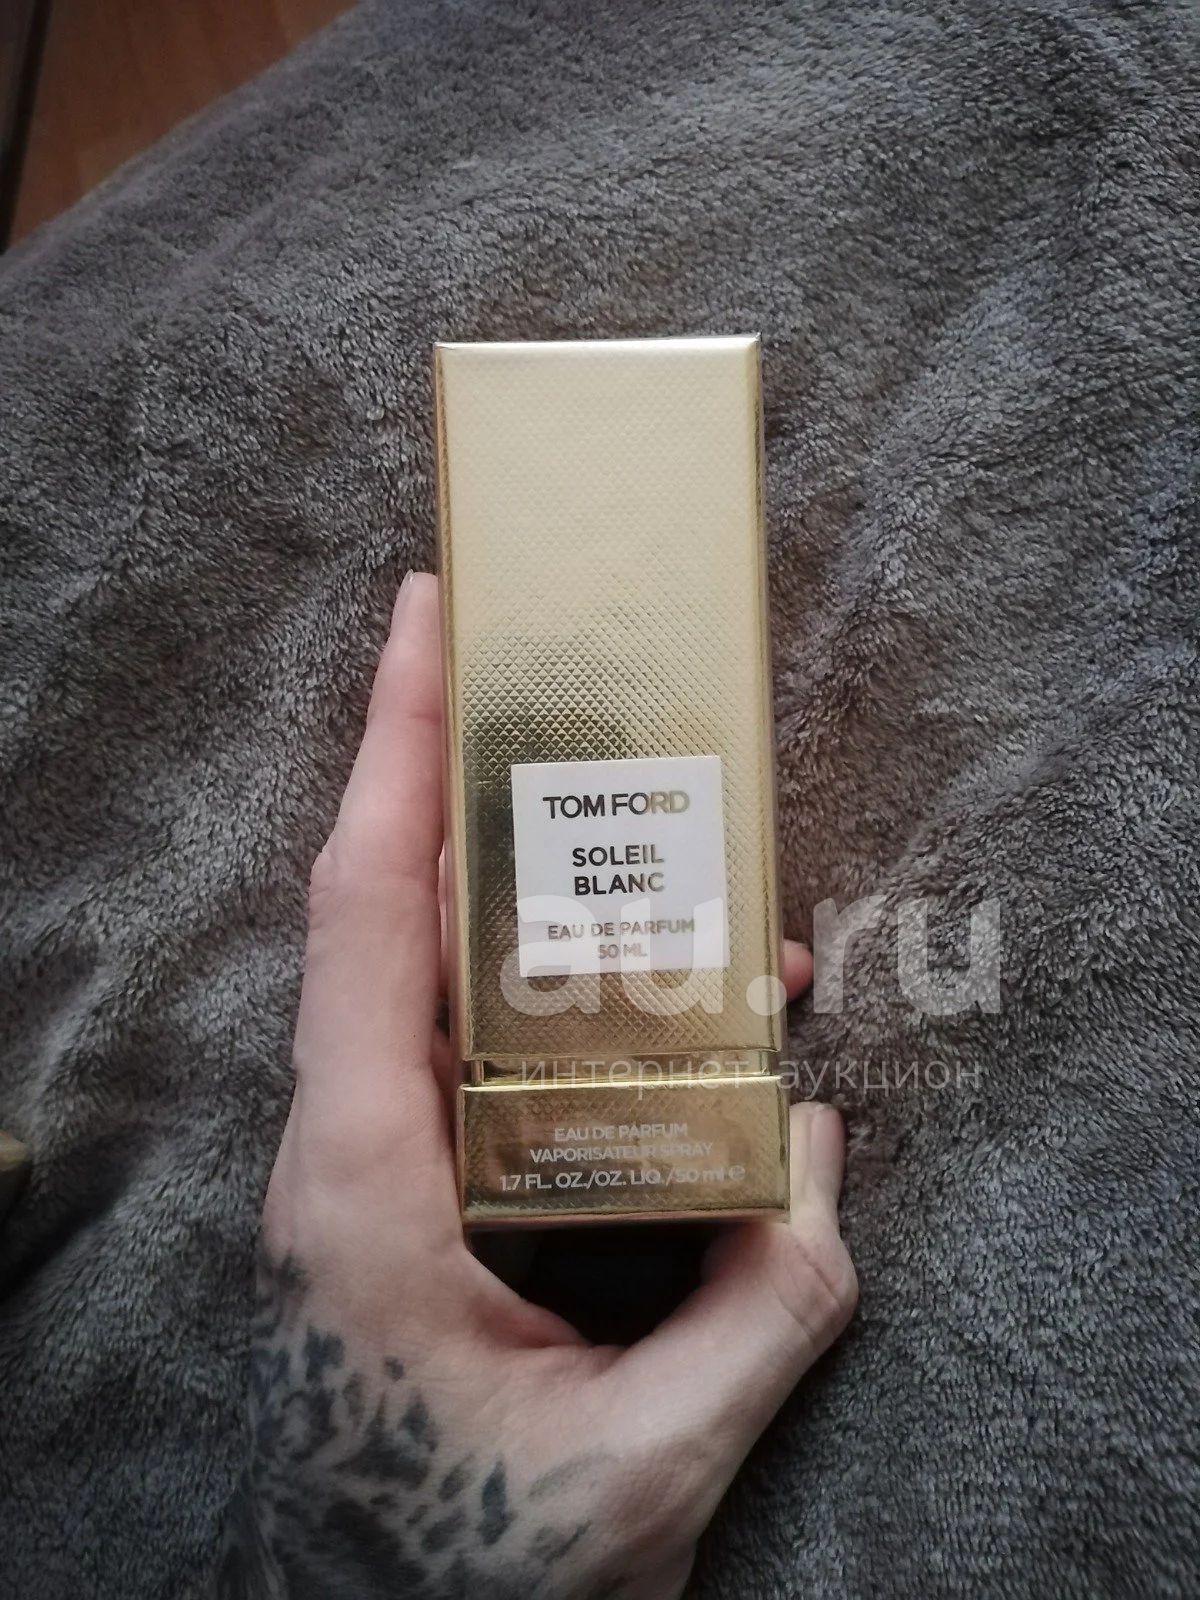 TOM FORD
SOLEIL
BLANC
EAU DE PARFUM
50 ML
au.ru
интернет-аукцион
EAU DE PARFUM
VAPORISATEUR SPRAY
1.7 FL. OZ./OZ. LIQ./50 ml ℮